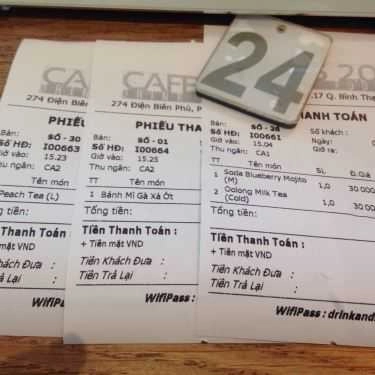 CAFE
274 Điện Biên
PHIẾU
Bàn: SỐ - 30
Số HĐ: I00663
Giờ vào: 15.23
Thu ngân: CA2
Tên món
Peach Tea (L)
Tổng tiền:
Tiền Thanh Toán :
+ Tiền mặt VND
Tiền Khách Đưa :
Tiền Trả Lại :
WifiPass
CAFE
274 Điện Biên Phủ, P
PHIẾU THA
Bàn: SỐ - 01
Số HĐ: I00664
Giờ vào: 15.25
Thu ngân: CA2
TT Tên món
1 Bánh Mì Gà Xá Ớt
Tổng tiền:
Tiền Thanh Toán :
+ Tiền mặt VND
Tiền Khách Đưa :
Tiền Trả Lại :
WifiPass :
24
.17 Q. Bình Thạ
THANH TOÁN
Bàn: SỐ - 36 Số khách :
Số HĐ: I00661 Ngày:
Giờ vào: 15.04 Giờ ra:
Thu ngân: CA1
TT Tên món SL Đ.Giá
1 Soda Blueberry Mojito (M) 1,0 30.000
2 Oolong Milk Tea (Cold) 1,0 30.00
Tổng tiền:
Tiền Thanh Toán :
+ Tiền mặt VND
Tiền Khách Đưa :
Tiền Trả Lại :
WifiPass : drinkand